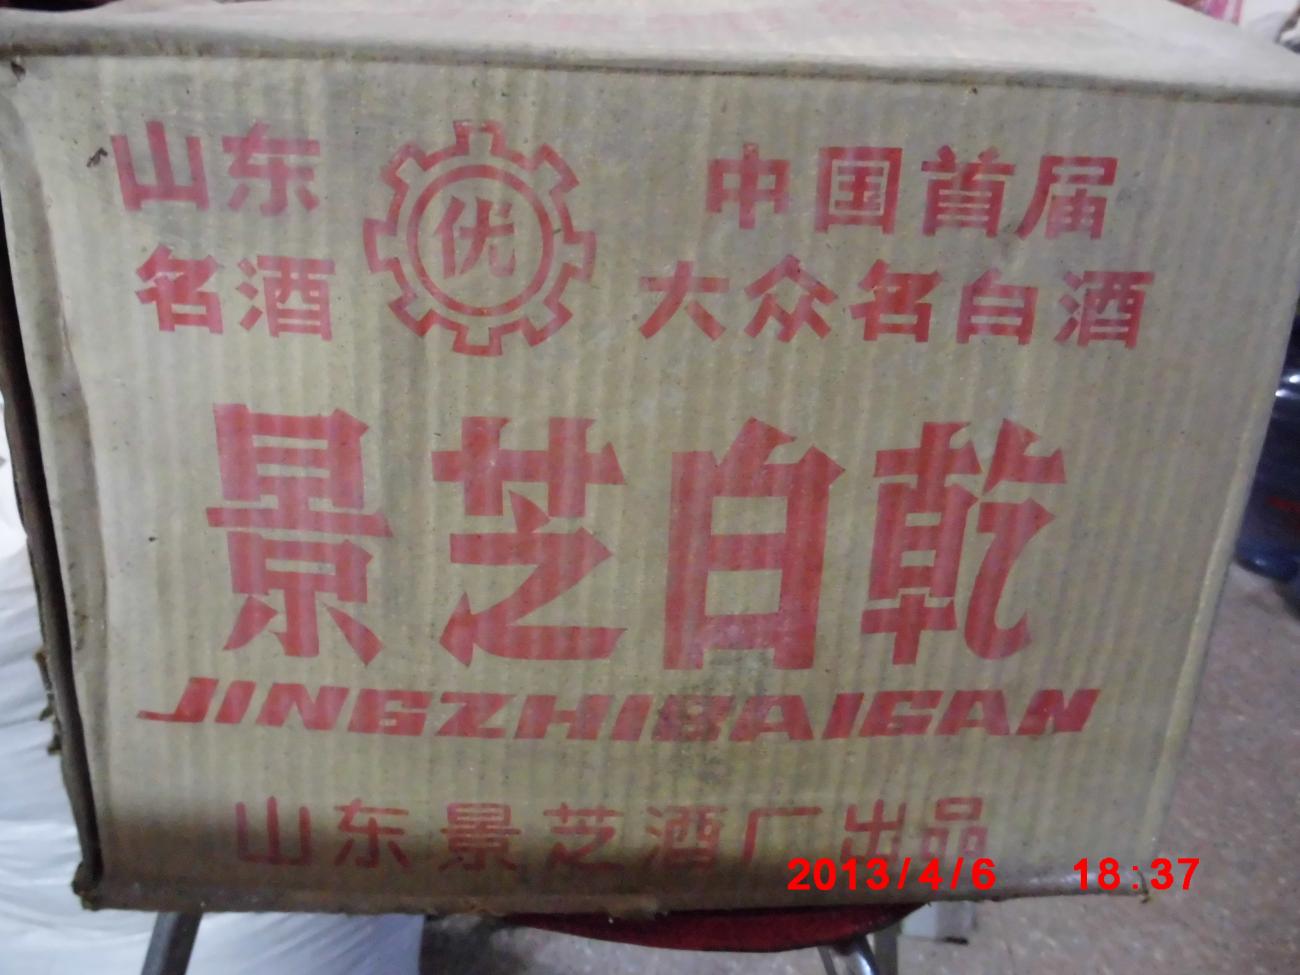 山东
名酒
优
中国首届
大众名白酒
景芝白乾
JINGZHIBAIGAN
山东景芝酒厂出品
2013/4/6 18:37